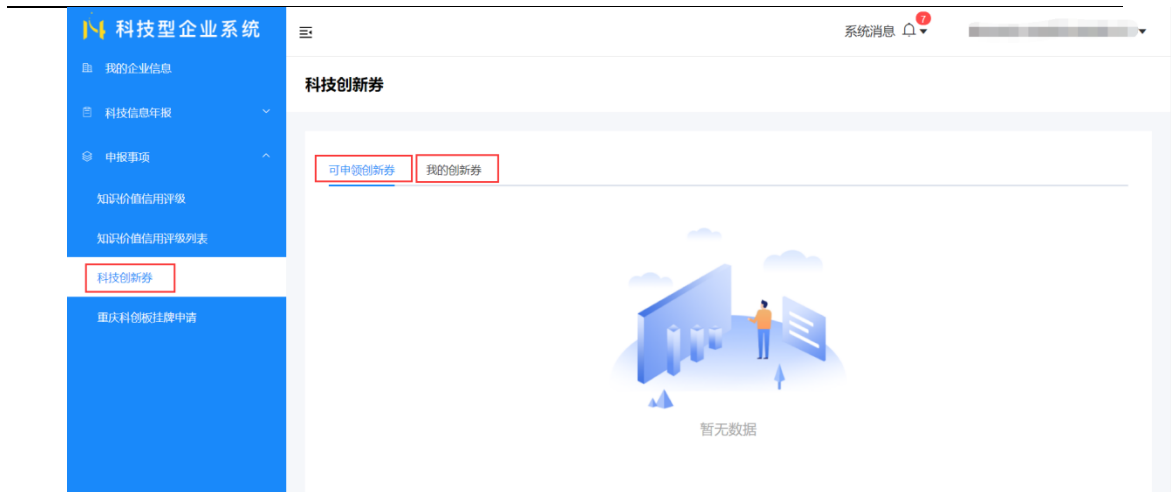 科技型企业系统
系统消息
7
我的企业信息
科技创新券
科技信息年报
申报事项
可申领创新券
我的创新券
知识价值信用评级
知识价值信用评级列表
科技创新券
重庆科创板挂牌申请
暂无数据